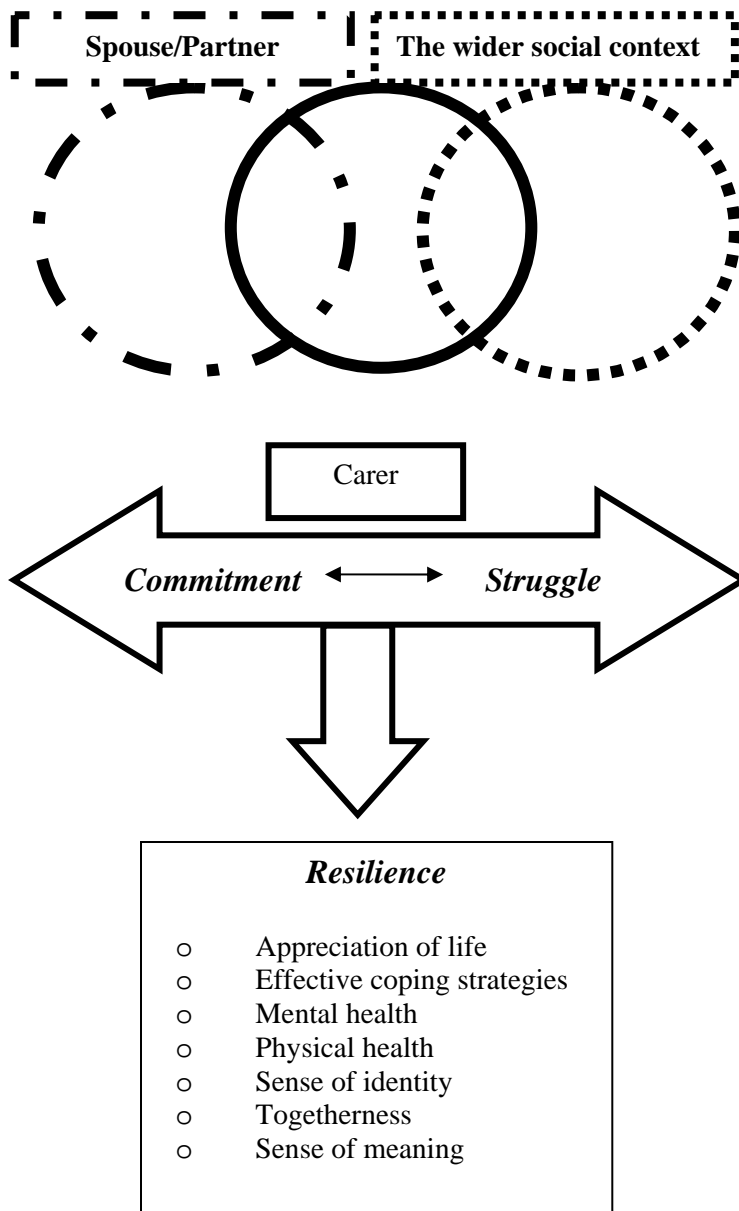 Spouse/Partner
The wider social context
Carer
Commitment
Struggle
Resilience
o Appreciation of life
o Effective coping strategies
o Mental health
o Physical health
o Sense of identity
o Togetherness
o Sense of meaning